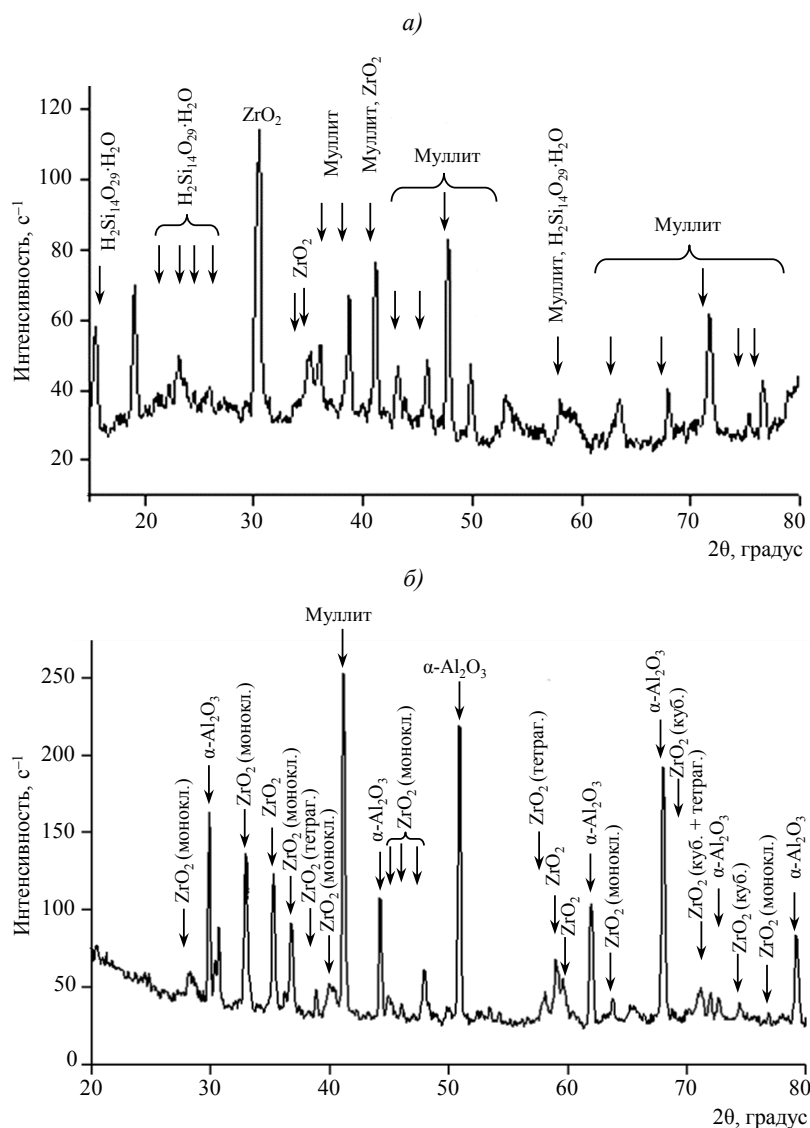 а)
Интенсивность, с⁻¹
120
100
80
60
40
20
H₂Si₁₄O₂₉·H₂O
H₂Si₁₄O₂₉·H₂O
ZrO₂
ZrO₂
Муллит
Муллит, ZrO₂
Муллит
Муллит, H₂Si₁₄O₂₉·H₂O
Муллит
20 30 40 50 60 70 80
2θ, градус
б)
Интенсивность, с⁻¹
250
200
150
100
50
0
ZrO₂ (монокл.)
α-Al₂O₃
ZrO₂ (монокл.)
ZrO₂
ZrO₂ (монокл.)
ZrO₂ (тетраг.)
ZrO₂ (монокл.)
Муллит
α-Al₂O₃
ZrO₂ (монокл.)
α-Al₂O₃
ZrO₂ (тетраг.)
ZrO₂
ZrO₂
α-Al₂O₃
ZrO₂ (монокл.)
α-Al₂O₃
ZrO₂ (куб.)
ZrO₂ (куб. + тетраг.)
α-Al₂O₃
ZrO₂ (куб.)
ZrO₂ (монокл.)
α-Al₂O₃
20 30 40 50 60 70 80
2θ, градус